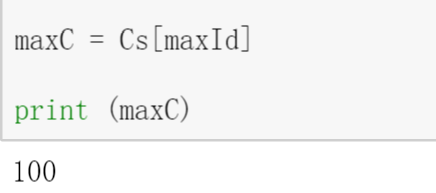 maxC = Cs[maxId]
print (maxC)
100